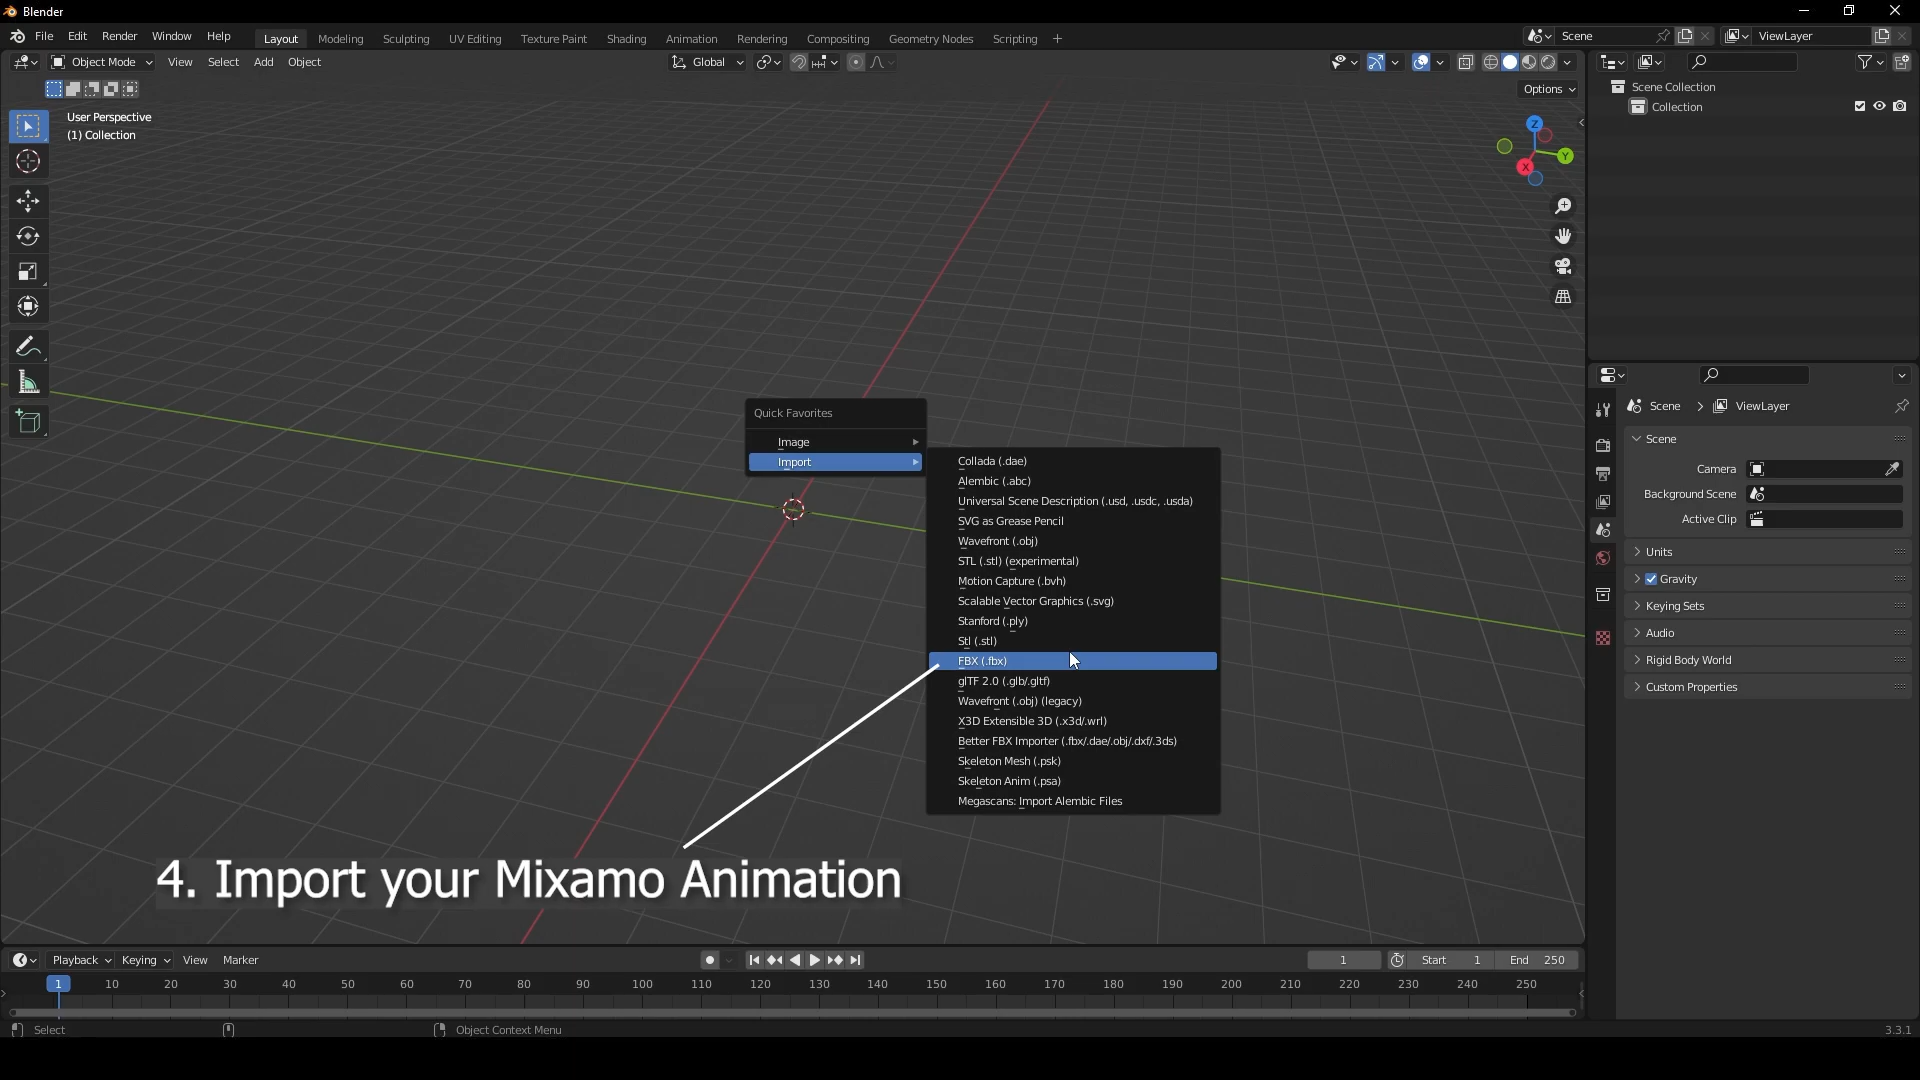 Blender
File Edit Render Window Help
Layout Modeling Sculpting UV Editing Texture Paint Shading Animation Rendering Compositing Geometry Nodes Scripting +
Scene
ViewLayer
Object Mode View Select Add Object
Global
Options
User Perspective
(1) Collection
Z
Y
X
Scene Collection
Collection
Quick Favorites
Image
Import
Collada (.dae)
Alembic (.abc)
Universal Scene Description (.usd, .usdc, .usda)
SVG as Grease Pencil
Wavefront (.obj)
STL (.stl) (experimental)
Motion Capture (.bvh)
Scalable Vector Graphics (.svg)
Stanford (.ply)
Stl (.stl)
FBX (.fbx)
glTF 2.0 (.glb/.gltf)
Wavefront (.obj) (legacy)
X3D Extensible 3D (.x3d/.wrl)
Better FBX Importer (.fbx/.dae/.obj/.dxf/.3ds)
Skeleton Mesh (.psk)
Skeleton Anim (.psa)
Megascans: Import Alembic Files
4. Import your Mixamo Animation
Scene > ViewLayer
Scene
Camera
Background Scene
Active Clip
Units
Gravity
Keying Sets
Audio
Rigid Body World
Custom Properties
Playback Keying View Marker
1 Start 1 End 250
1 10 20 30 40 50 60 70 80 90 100 110 120 130 140 150 160 170 180 190 200 210 220 230 240 250
Select Object Context Menu 3.3.1